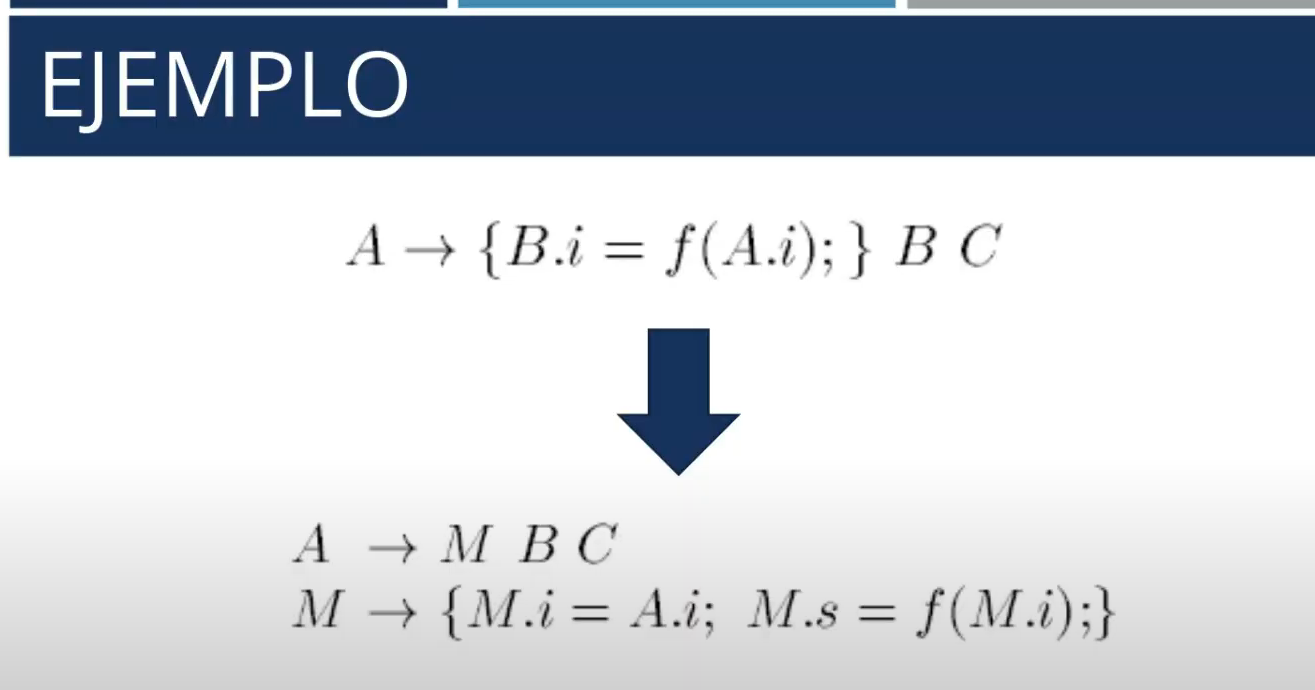 EJEMPLO
A → {B.i = f(A.i);} B C
A → M B C
M → {M.i = A.i; M.s = f(M.i);}